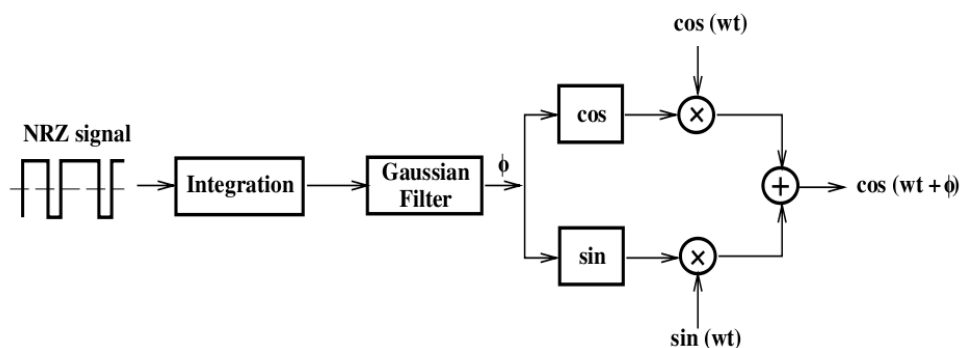 cos (wt)
NRZ signal
Integration
Gaussian
Filter
ϕ
cos
×
sin
×
+
cos (wt + ϕ)
sin (wt)